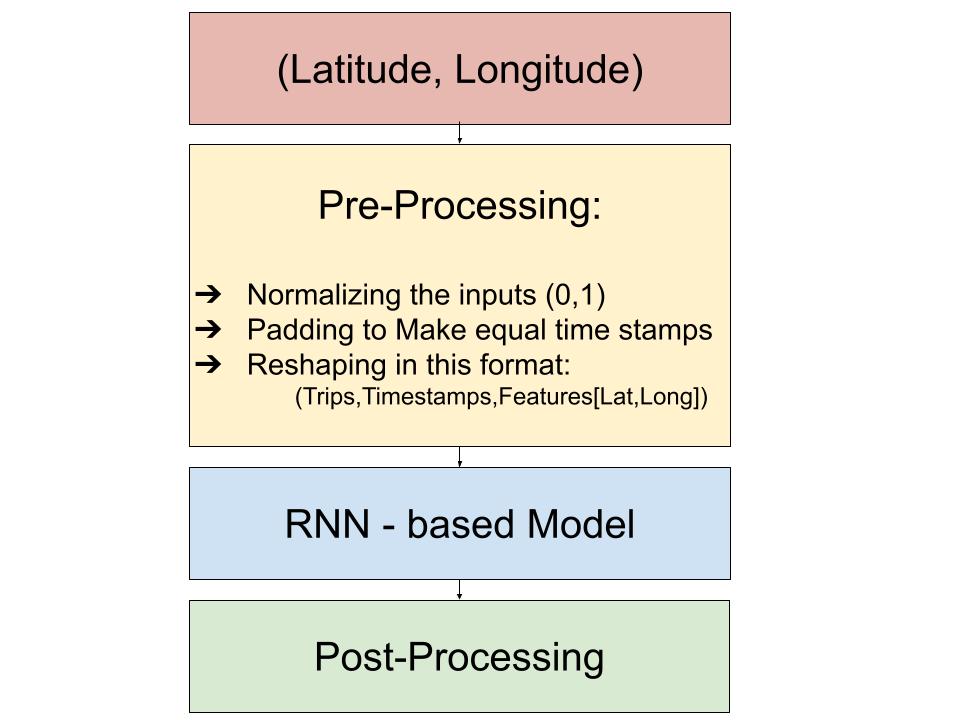 (Latitude, Longitude)
Pre-Processing:
➔ Normalizing the inputs (0,1)
➔ Padding to Make equal time stamps
➔ Reshaping in this format:
(Trips,Timestamps,Features[Lat,Long])
RNN - based Model
Post-Processing